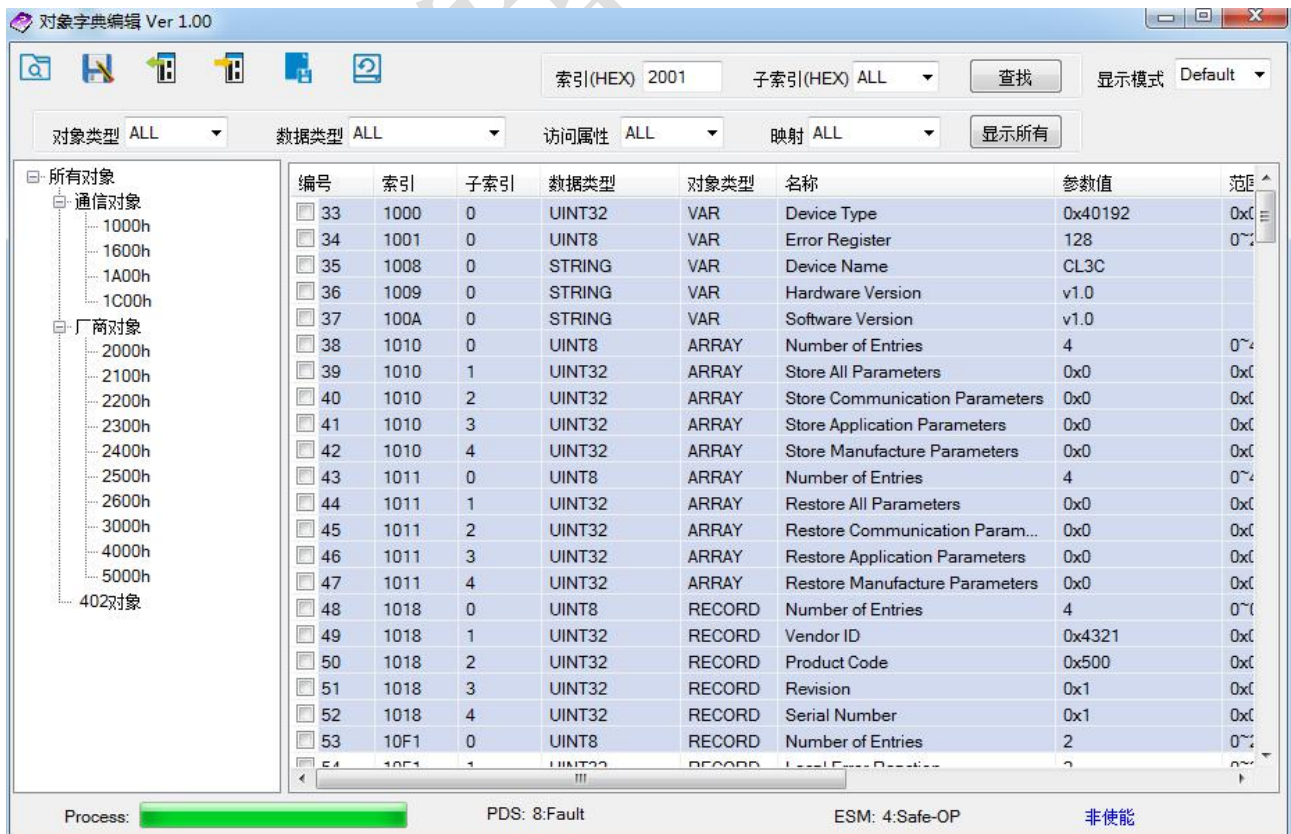 对象字典编辑 Ver 1.00
索引(HEX) 2001 子索引(HEX) ALL 查找 显示模式 Default
对象类型 ALL 数据类型 ALL 访问属性 ALL 映射 ALL 显示所有
所有对象
通信对象
1000h
1600h
1A00h
1C00h
厂商对象
2000h
2100h
2200h
2300h
2400h
2500h
2600h
3000h
4000h
5000h
402对象
编号 索引 子索引 数据类型 对象类型 名称 参数值
33 1000 0 UINT32 VAR Device Type 0x40192
34 1001 0 UINT8 VAR Error Register 128
35 1008 0 STRING VAR Device Name CL3C
36 1009 0 STRING VAR Hardware Version v1.0
37 100A 0 STRING VAR Software Version v1.0
38 1010 0 UINT8 ARRAY Number of Entries 4
39 1010 1 UINT32 ARRAY Store All Parameters 0x0
40 1010 2 UINT32 ARRAY Store Communication Parameters 0x0
41 1010 3 UINT32 ARRAY Store Application Parameters 0x0
42 1010 4 UINT32 ARRAY Store Manufacture Parameters 0x0
43 1011 0 UINT8 ARRAY Number of Entries 4
44 1011 1 UINT32 ARRAY Restore All Parameters 0x0
45 1011 2 UINT32 ARRAY Restore Communication Param... 0x0
46 1011 3 UINT32 ARRAY Restore Application Parameters 0x0
47 1011 4 UINT32 ARRAY Restore Manufacture Parameters 0x0
48 1018 0 UINT8 RECORD Number of Entries 4
49 1018 1 UINT32 RECORD Vendor ID 0x4321
50 1018 2 UINT32 RECORD Product Code 0x500
51 1018 3 UINT32 RECORD Revision 0x1
52 1018 4 UINT32 RECORD Serial Number 0x1
53 10F1 0 UINT8 RECORD Number of Entries 2
Process: PDS: 8:Fault ESM: 4:Safe-OP 非使能